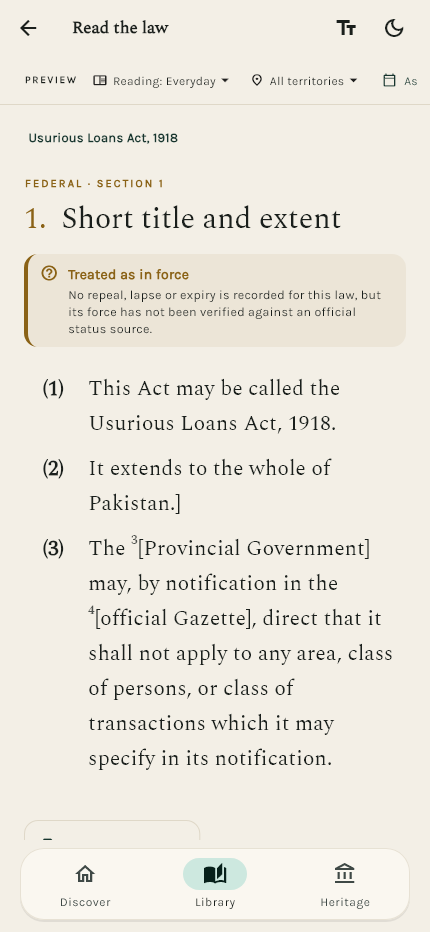 Read the law
PREVIEW Reading: Everyday All territories As
Usurious Loans Act, 1918
FEDERAL · SECTION 1
1. Short title and extent
Treated as in force
No repeal, lapse or expiry is recorded for this law, but
its force has not been verified against an official
status source.
(1) This Act may be called the
Usurious Loans Act, 1918.
(2) It extends to the whole of
Pakistan.]
(3) The 3[Provincial Government]
may, by notification in the
4[official Gazette], direct that it
shall not apply to any area, class
of persons, or class of
transactions which it may
specify in its notification.
Discover Library Heritage